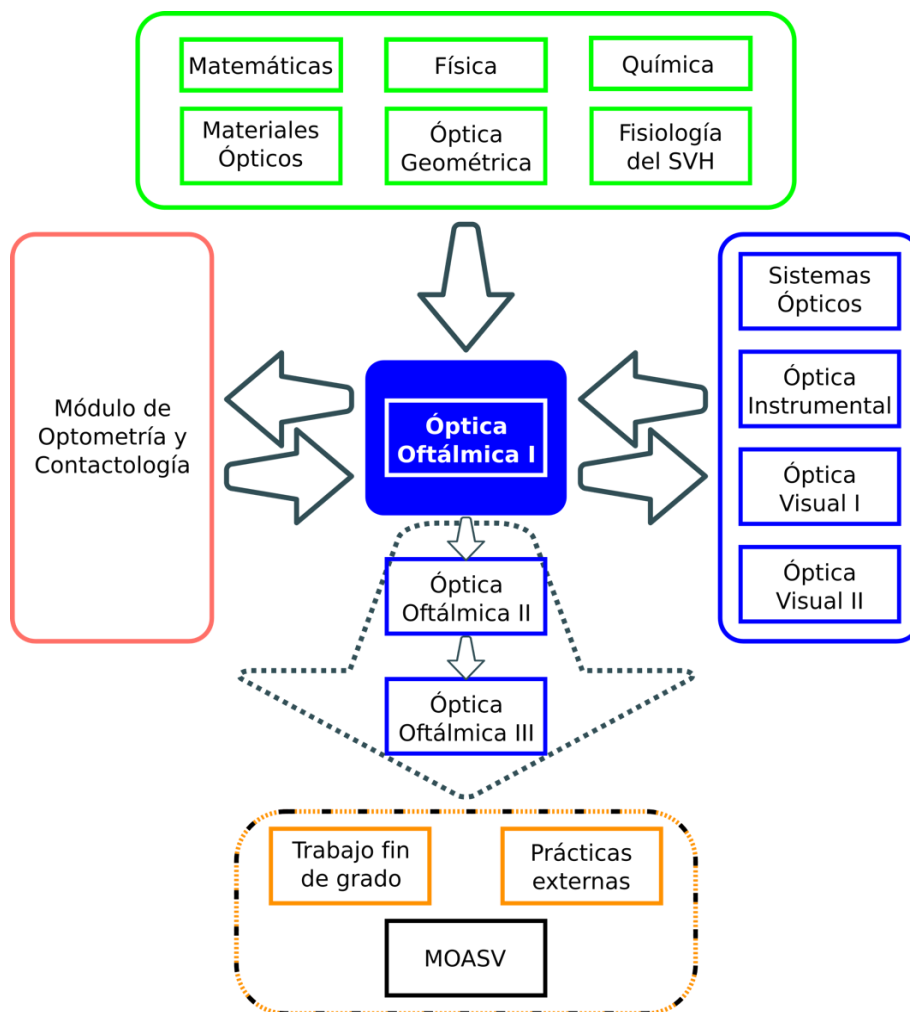 Matemáticas
Física
Química
Materiales
Ópticos
Óptica
Geométrica
Fisiología
del SVH
Módulo de
Optometría y
Contactología
Óptica
Oftálmica I
Sistemas
Ópticos
Óptica
Instrumental
Óptica
Visual I
Óptica
Visual II
Óptica
Oftálmica II
Óptica
Oftálmica III
Trabajo fin
de grado
Prácticas
externas
MOASV